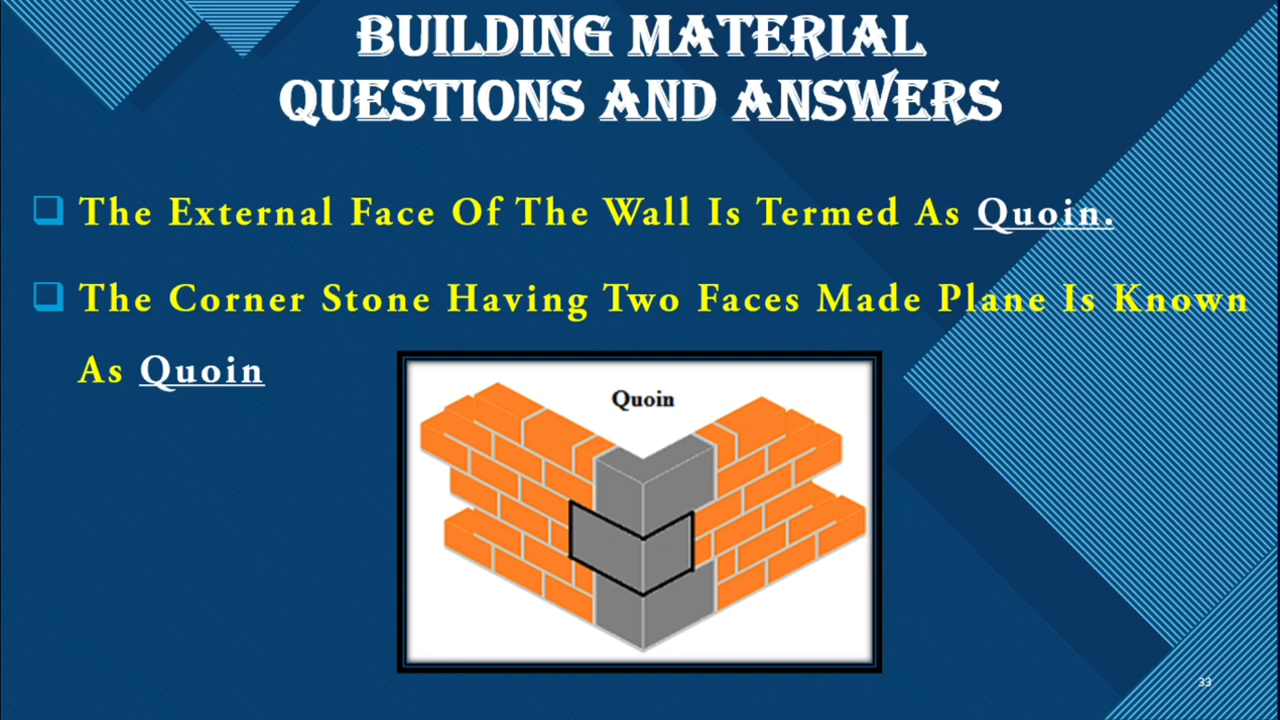 BUILDING MATERIAL
QUESTIONS AND ANSWERS
The External Face Of The Wall Is Termed As Quoin.
The Corner Stone Having Two Faces Made Plane Is Known
As Quoin
Quoin
33